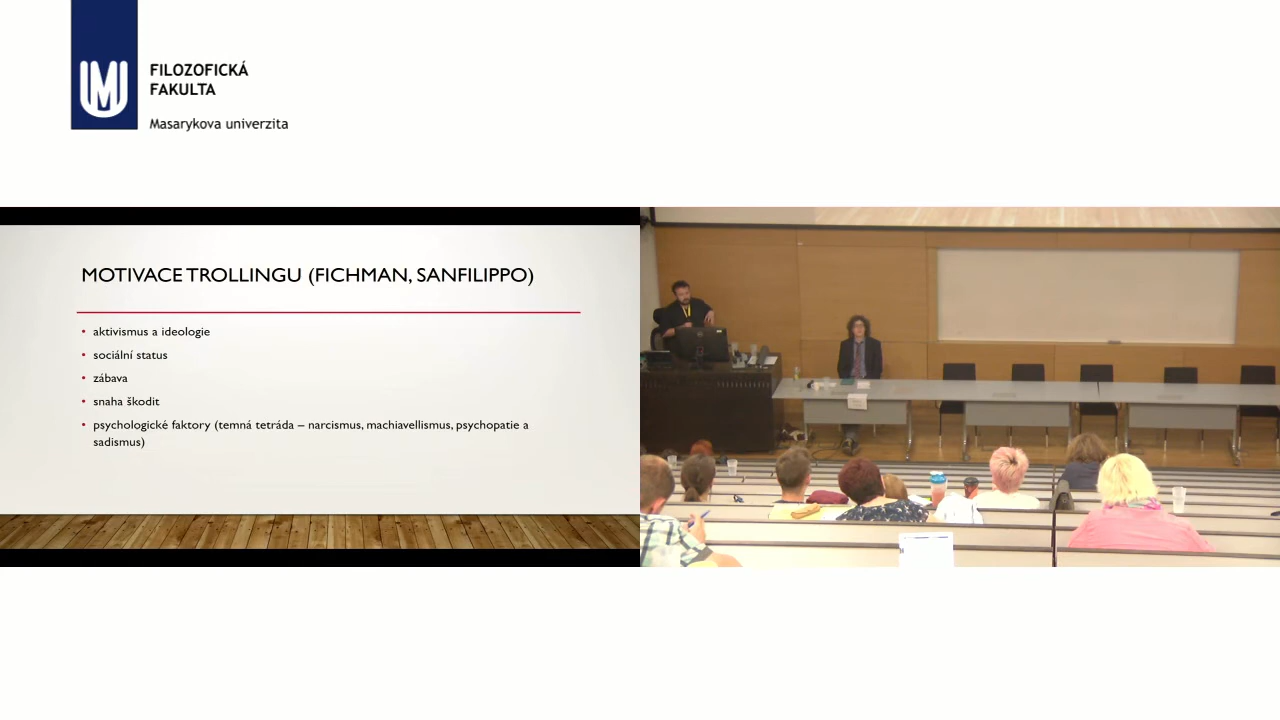 FILOZOFICKÁ
FAKULTA
Masarykova univerzita
MOTIVACE TROLLINGU (FICHMAN, SANFILIPPO)
• aktivismus a ideologie
• sociální status
• zábava
• snaha škodit
• psychologické faktory (temná tetráda – narcismus, machiavellismus, psychopatie a
sadismus)